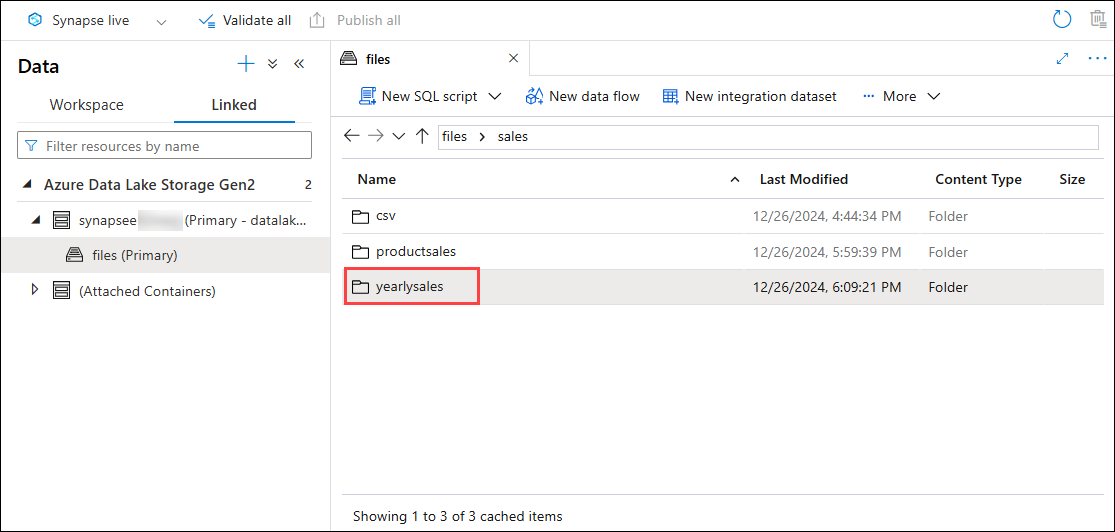 Synapse live Validate all Publish all
Data
Workspace Linked
Filter resources by name
Azure Data Lake Storage Gen2 2
synapsee (Primary - datalak...
files (Primary)
(Attached Containers)
files
New SQL script New data flow New integration dataset ··· More
files > sales
Name Last Modified Content Type Size
csv 12/26/2024, 4:44:34 PM Folder
productsales 12/26/2024, 5:59:39 PM Folder
yearlysales 12/26/2024, 6:09:21 PM Folder
Showing 1 to 3 of 3 cached items